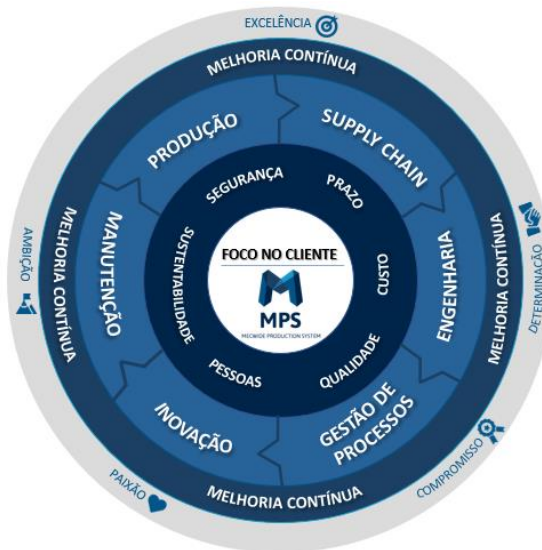 EXCELÊNCIA
MELHORIA CONTÍNUA
PRODUÇÃO
SUPPLY CHAIN
SEGURANÇA
PRAZO
AMBIÇÃO
MELHORIA CONTÍNUA
MANUTENÇÃO
SUSTENTABILIDADE
FOCO NO CLIENTE
MPS
MECWIDE PRODUCTION SYSTEM
CUSTO
ENGENHARIA
MELHORIA CONTÍNUA
DETERMINAÇÃO
PESSOAS
QUALIDADE
INOVAÇÃO
GESTÃO DE
PROCESSOS
PAIXÃO
MELHORIA CONTÍNUA
COMPROMISSO